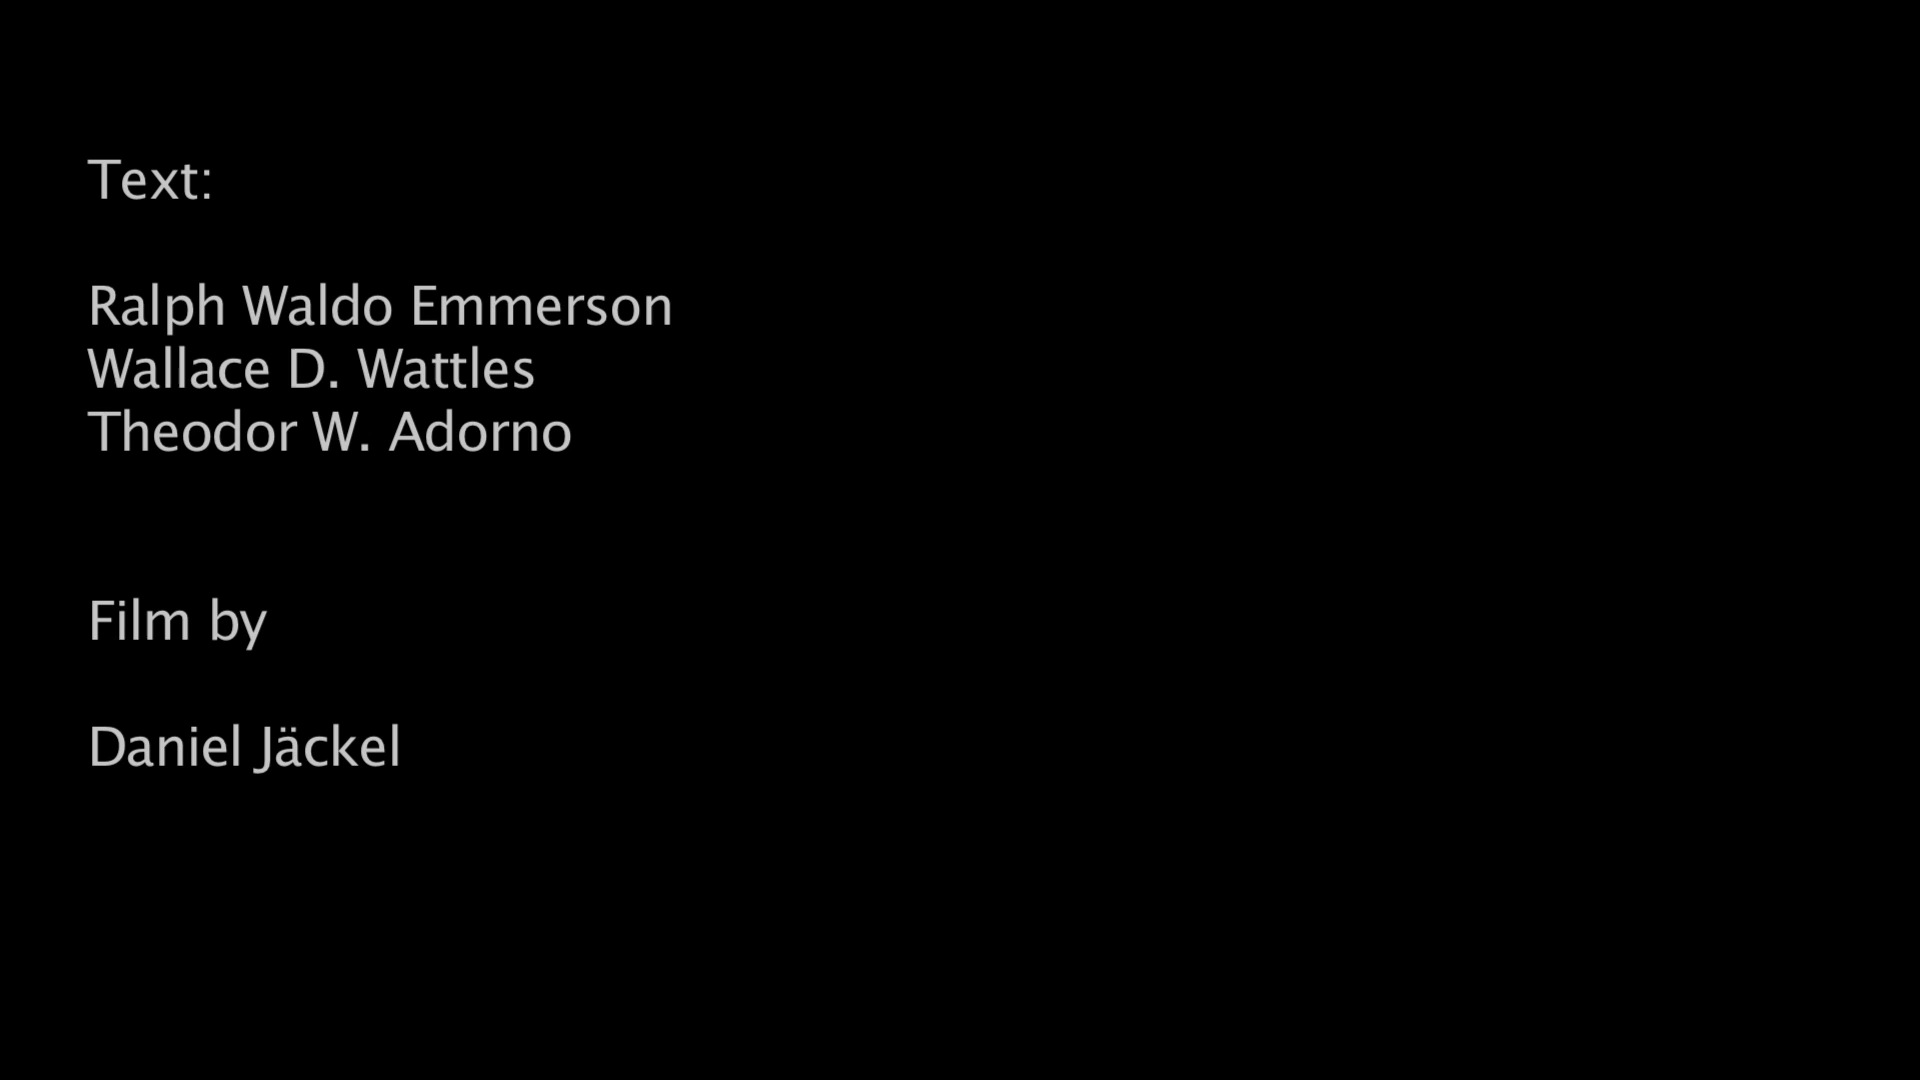 Text:
Ralph Waldo Emmerson
Wallace D. Wattles
Theodor W. Adorno
Film by
Daniel Jäckel